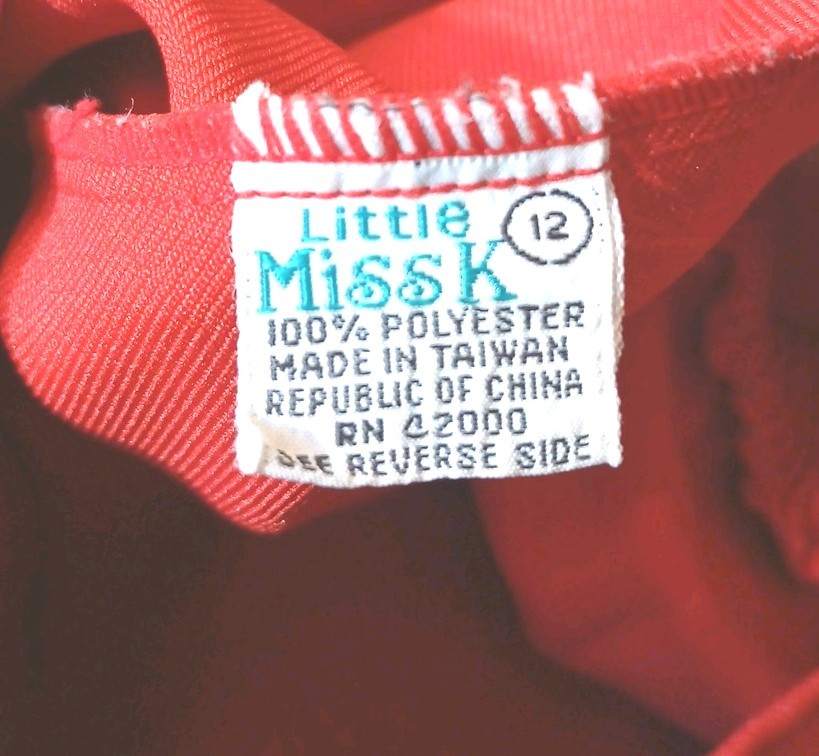 Little
Miss K
12
100% POLYESTER
MADE IN TAIWAN
REPUBLIC OF CHINA
RN 42000
SEE REVERSE SIDE